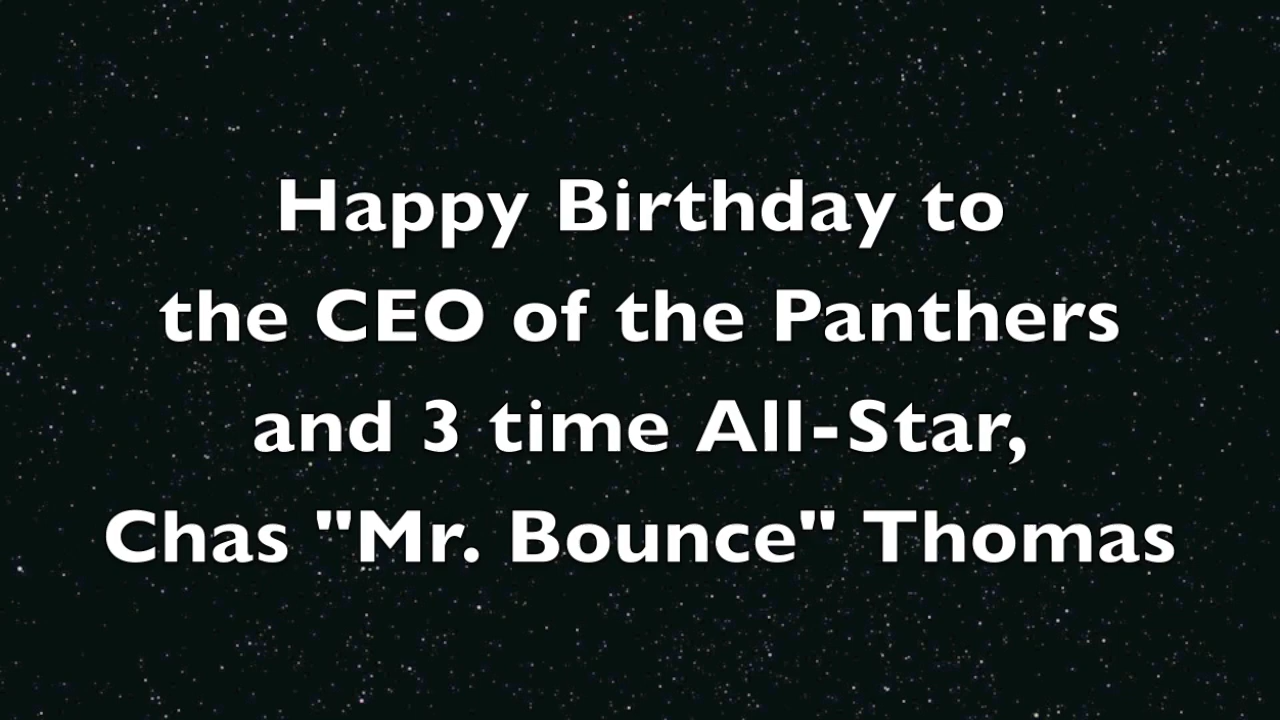 Happy Birthday to
the CEO of the Panthers
and 3 time All-Star,
Chas "Mr. Bounce" Thomas